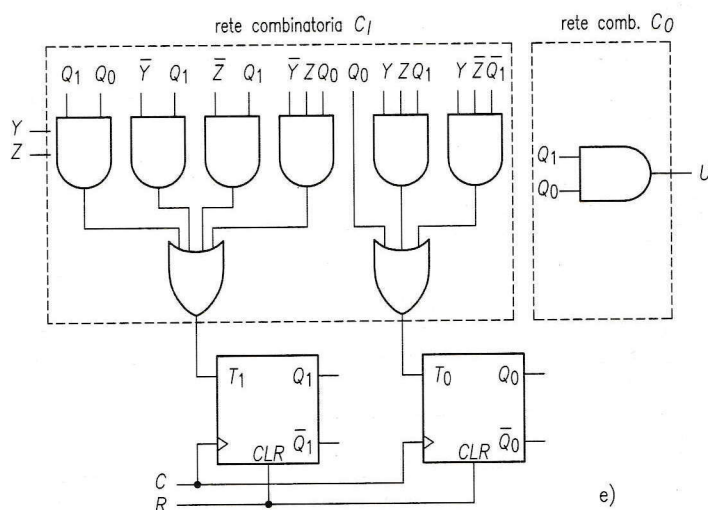 rete combinatoria C_I
rete comb. C_O
Q₁ Q₀ Y̅ Q₁ Z̅ Q₁ Y̅ Z Q₀ Q₀ Y Z Q₁ Y Z̅ Q̅₁
Y
Z
Q₁
Q₀
U
T₁ Q₁
Q̅₁
CLR
T₀ Q₀
Q̅₀
CLR
C
R
e)